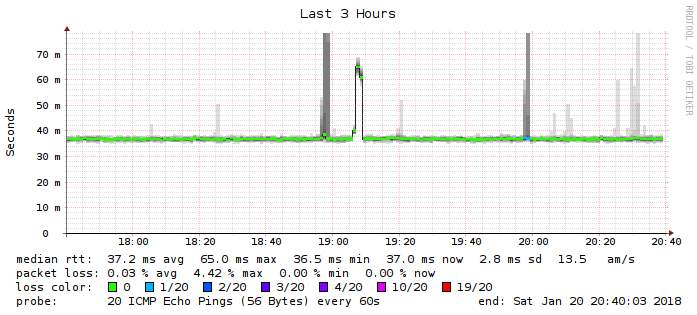 Last 3 Hours
RRDTOOL / TOBI OETIKER
Seconds
70 m
60 m
50 m
40 m
30 m
20 m
10 m
0
18:00 18:20 18:40 19:00 19:20 19:40 20:00 20:20 20:40
median rtt: 37.2 ms avg 65.0 ms max 36.5 ms min 37.0 ms now 2.8 ms sd 13.5 am/s
packet loss: 0.03 % avg 4.42 % max 0.00 % min 0.00 % now
loss color: 0 1/20 2/20 3/20 4/20 10/20 19/20
probe: 20 ICMP Echo Pings (56 Bytes) every 60s end: Sat Jan 20 20:40:03 2018